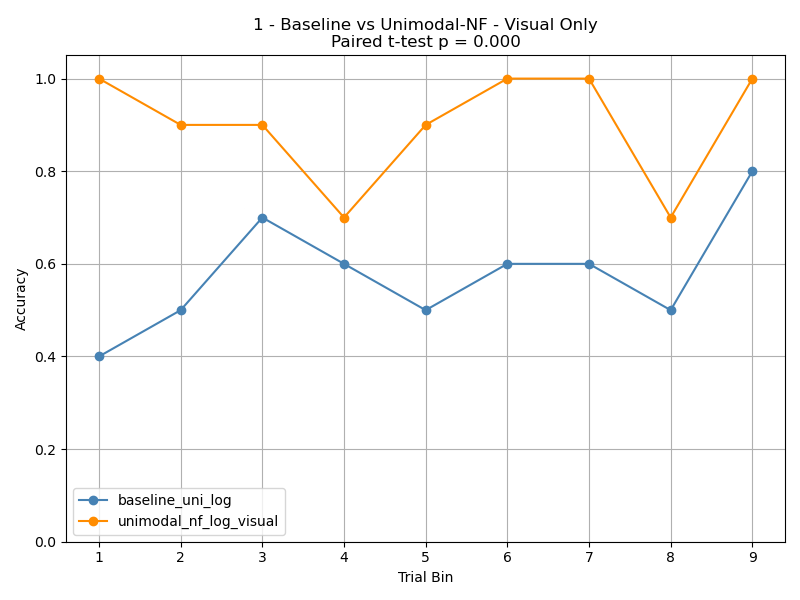 1 - Baseline vs Unimodal-NF - Visual Only
Paired t-test p = 0.000
Accuracy
1.0
0.8
0.6
0.4
0.2
0.0
baseline_uni_log
unimodal_nf_log_visual
1 2 3 4 5 6 7 8 9
Trial Bin